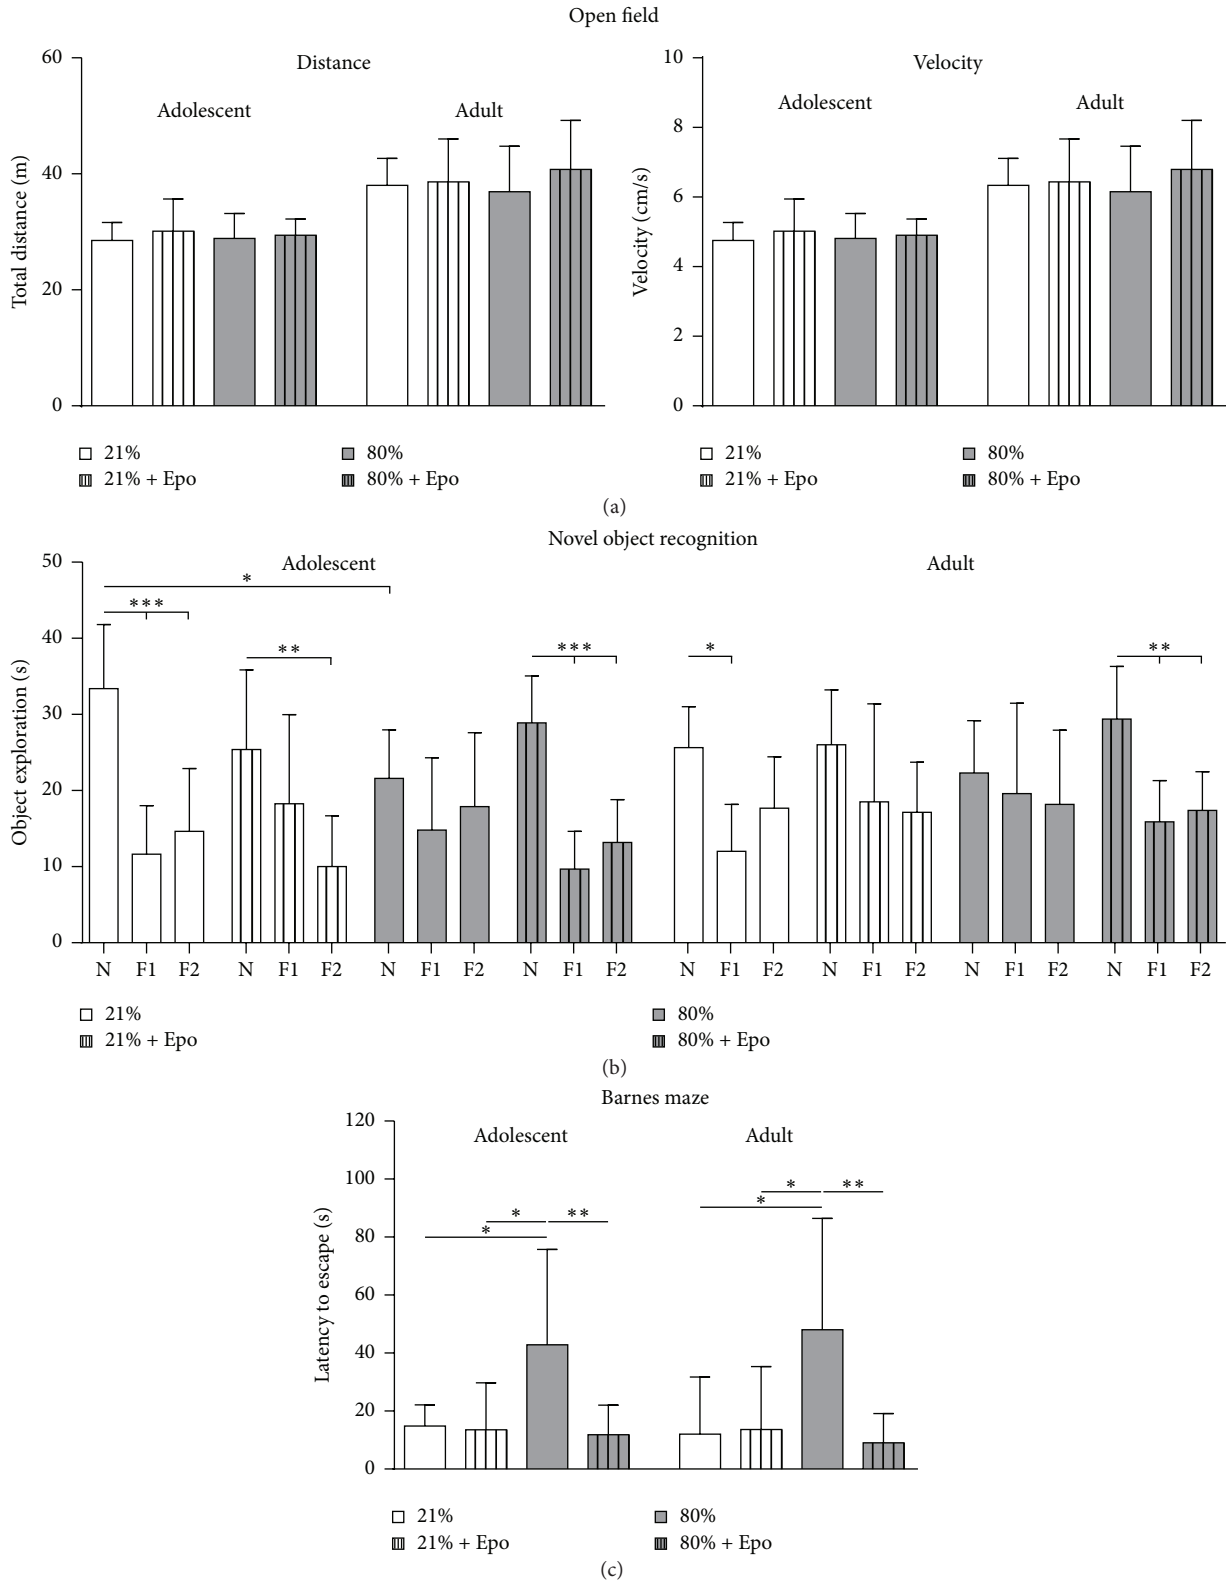 Open field
Distance
Adolescent
Adult
Total distance (m)
60
40
20
0
21%
21% + Epo
80%
80% + Epo
Velocity
Adolescent
Adult
Velocity (cm/s)
10
8
6
4
2
0
21%
21% + Epo
80%
80% + Epo
(a)
Novel object recognition
Adolescent
Adult
Object exploration (s)
50
40
30
20
10
0
*
***
**
***
*
**
N F1 F2 N F1 F2 N F1 F2 N F1 F2 N F1 F2 N F1 F2 N F1 F2 N F1 F2
21%
21% + Epo
80%
80% + Epo
(b)
Barnes maze
Adolescent
Adult
Latency to escape (s)
120
100
80
60
40
20
0
* **
*
* **
*
21%
21% + Epo
80%
80% + Epo
(c)